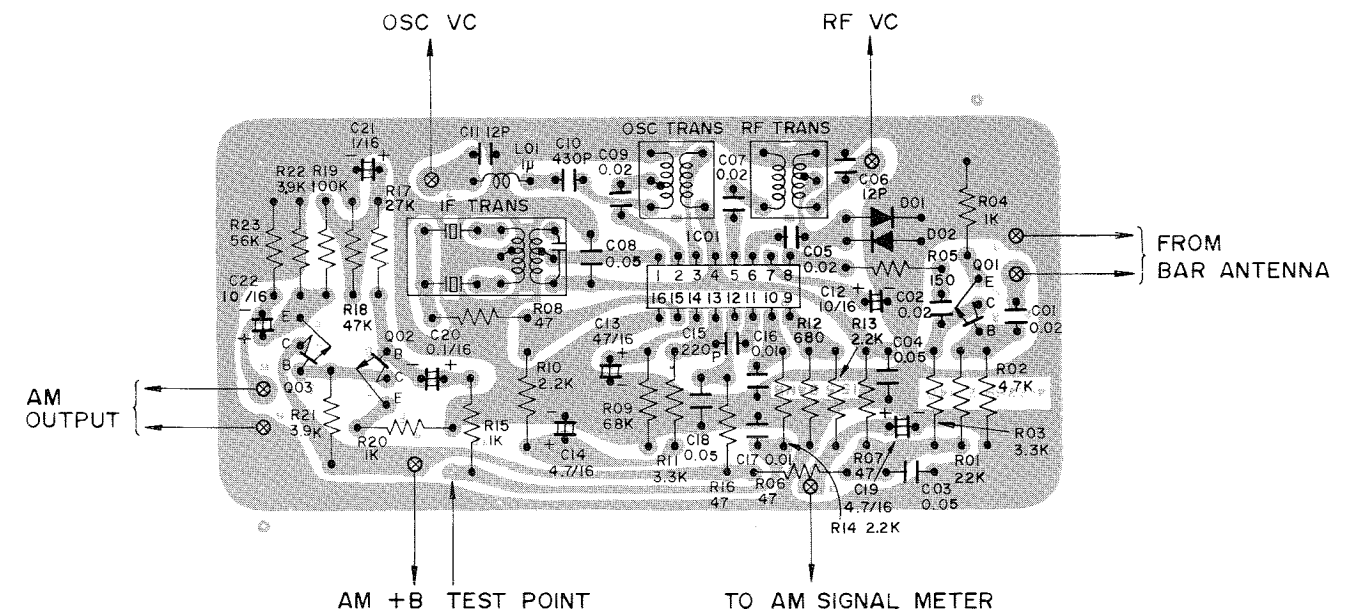 OSC VC
RF VC
C21
1/16
C11 12P
L01
1μ
C10
430P
C09
0.02
OSC TRANS
C07
0.02
RF TRANS
C06
12P
R22
39K
R19
100K
R17
27K
R23
56K
IF TRANS
C08
0.05
IC01
1 2 3 4 5 6 7 8
16 15 14 13 12 11 10 9
C05
0.02
D01
D02
R04
1K
R05
150
Q01
E
C
B
FROM
BAR ANTENNA
C22
10/16
R18
47K
R08
47
C12
10/16
C02
0.02
C01
0.02
E
C
B
Q03
Q02
B
C
E
C20
0.1/16
R10
2.2K
C13
47/16
C15
220P
C16
0.01
R12
680
R13
2.2K
C04
0.05
R02
4.7K
AM
OUTPUT
R21
3.9K
R20
1K
R15
1K
C14
4.7/16
R09
68K
R11
3.3K
C18
0.05
R16
47
C17 0.01
R06
47
R07
47
C19
4.7/16
C03
0.05
R01
22K
R03
3.3K
R14 2.2K
AM +B
TEST POINT
TO AM SIGNAL METER